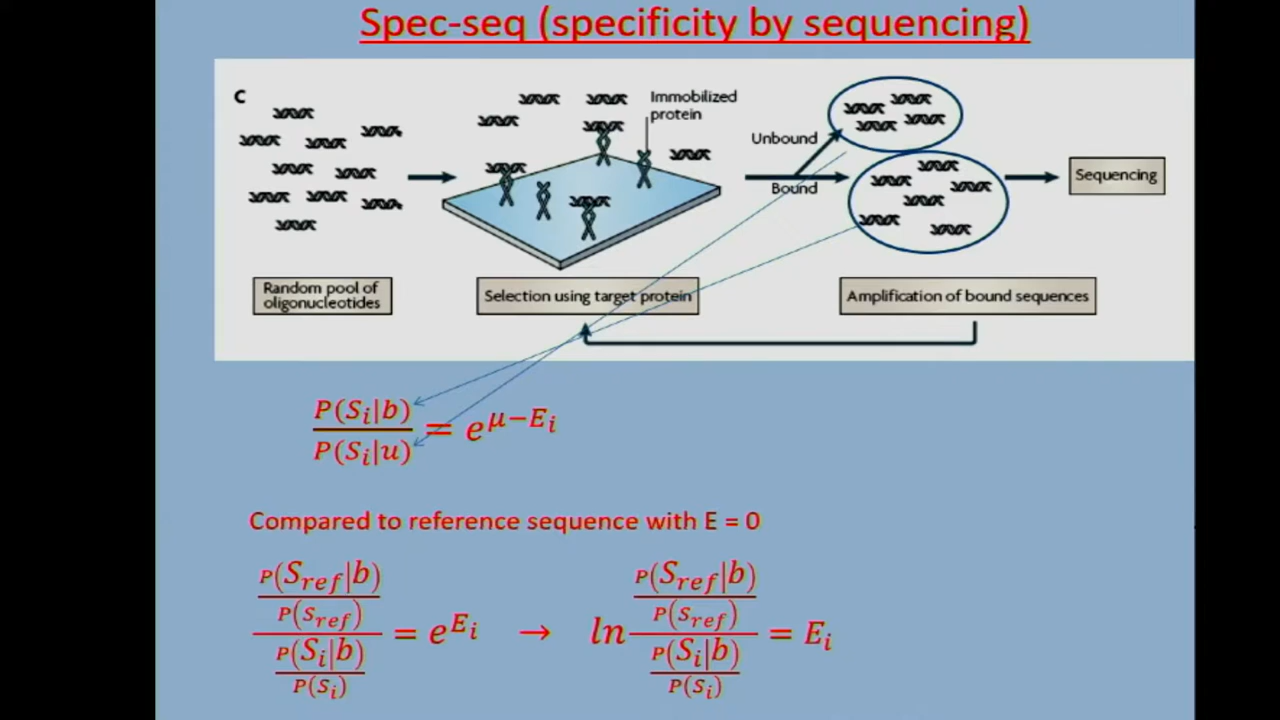 Spec-seq (specificity by sequencing)
C
Immobilized
protein
Unbound
Bound
Sequencing
Random pool of
oligonucleotides
Selection using target protein
Amplification of bound sequences
P(S_i|b) / P(S_i|u) = e^{μ−E_i}
Compared to reference sequence with E = 0
(P(S_ref|b) / P(s_ref)) / (P(S_i|b) / P(s_i)) = e^{E_i} → ln (P(S_ref|b) / P(s_ref)) / (P(S_i|b) / P(s_i)) = E_i